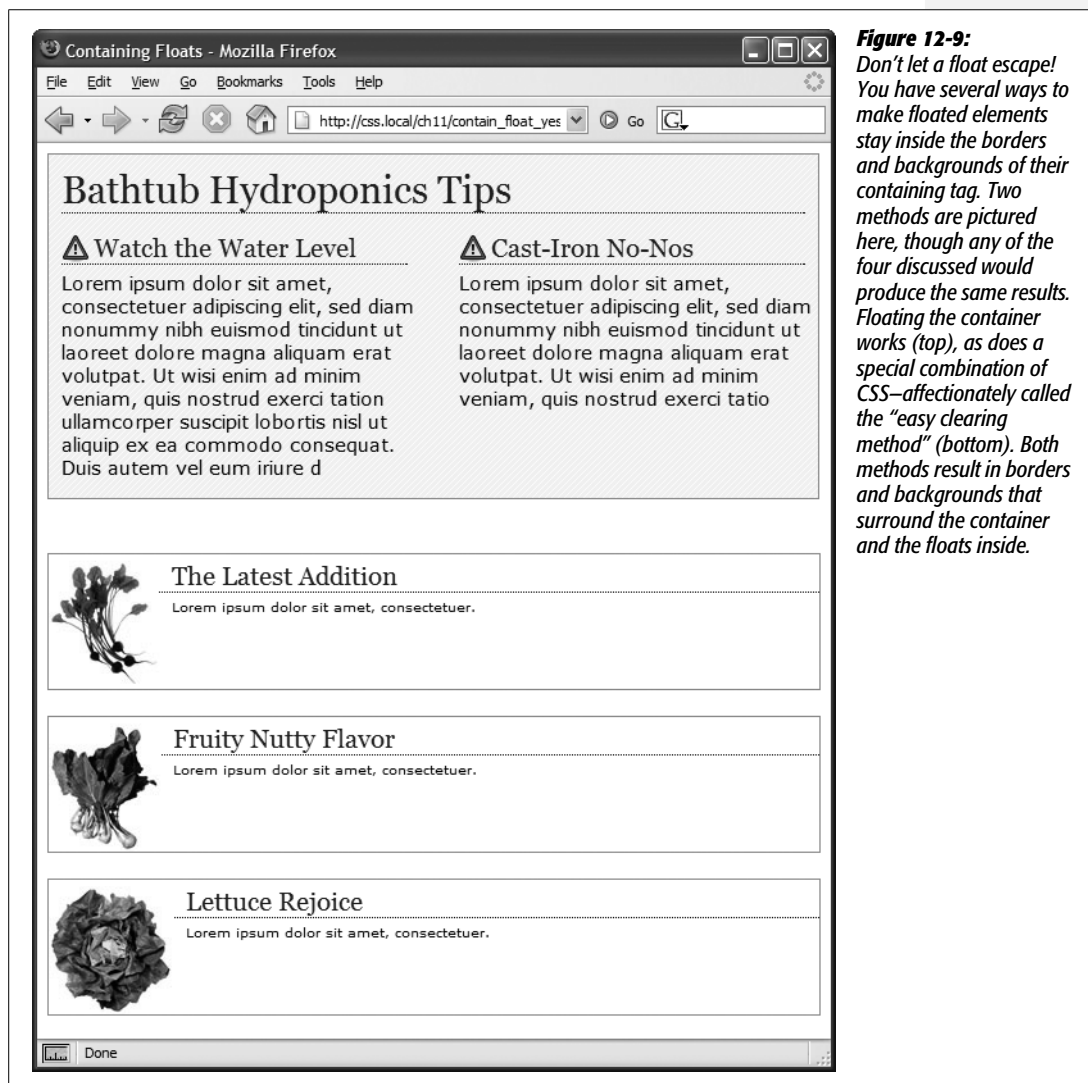 Containing Floats - Mozilla Firefox
File Edit View Go Bookmarks Tools Help
http://css.local/ch11/contain_float_yes
Go
G
Bathtub Hydroponics Tips
Watch the Water Level
Lorem ipsum dolor sit amet,
consectetuer adipiscing elit, sed diam
nonummy nibh euismod tincidunt ut
laoreet dolore magna aliquam erat
volutpat. Ut wisi enim ad minim
veniam, quis nostrud exerci tation
ullamcorper suscipit lobortis nisl ut
aliquip ex ea commodo consequat.
Duis autem vel eum iriure d
Cast-Iron No-Nos
Lorem ipsum dolor sit amet,
consectetuer adipiscing elit, sed diam
nonummy nibh euismod tincidunt ut
laoreet dolore magna aliquam erat
volutpat. Ut wisi enim ad minim
veniam, quis nostrud exerci tatio
The Latest Addition
Lorem ipsum dolor sit amet, consectetuer.
Fruity Nutty Flavor
Lorem ipsum dolor sit amet, consectetuer.
Lettuce Rejoice
Lorem ipsum dolor sit amet, consectetuer.
Done
Figure 12-9:
Don’t let a float escape!
You have several ways to
make floated elements
stay inside the borders
and backgrounds of their
containing tag. Two
methods are pictured
here, though any of the
four discussed would
produce the same results.
Floating the container
works (top), as does a
special combination of
CSS—affectionately called
the “easy clearing
method” (bottom). Both
methods result in borders
and backgrounds that
surround the container
and the floats inside.